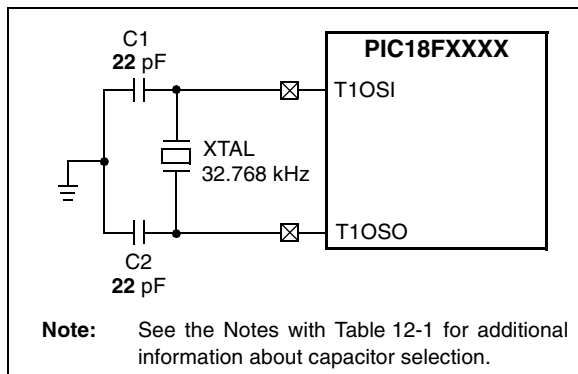 C1
22 pF
PIC18FXXXX
T1OSI
XTAL
32.768 kHz
T1OSO
C2
22 pF
Note: See the Notes with Table 12-1 for additional
information about capacitor selection.